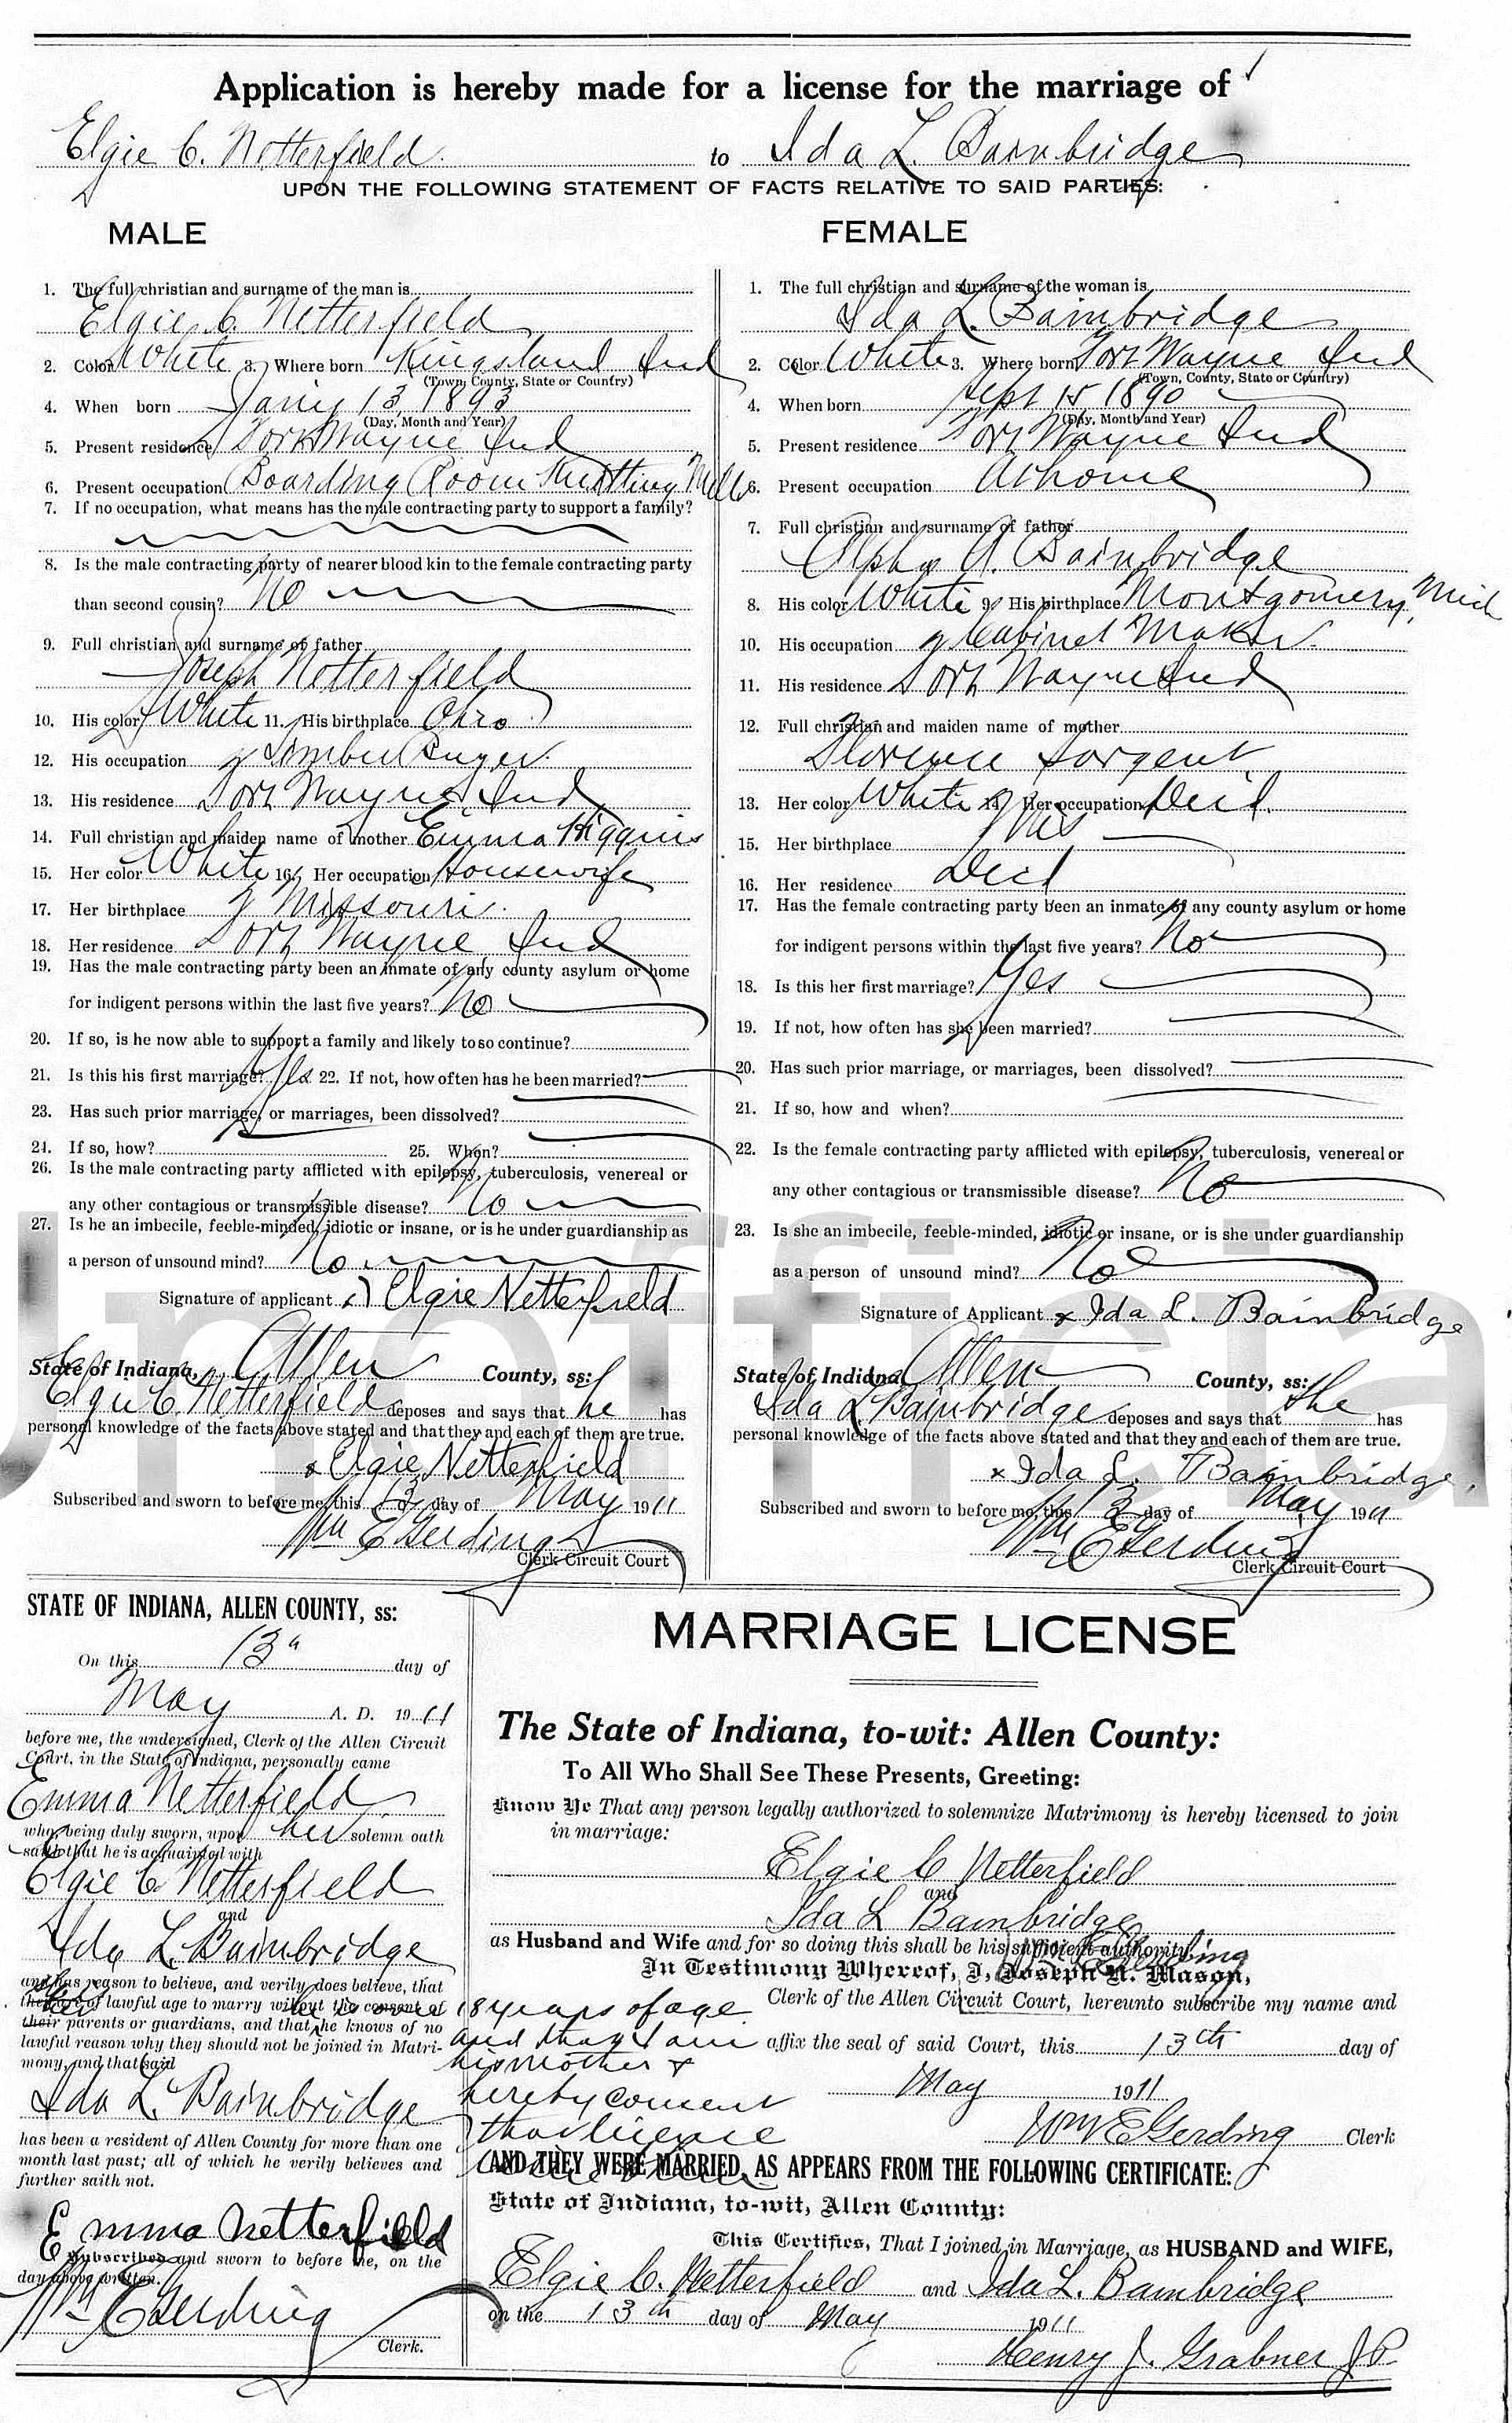 Application is hereby made for a license for the marriage of
Elgie C. Netterfield to Ida L. Bainbridge
UPON THE FOLLOWING STATEMENT OF FACTS RELATIVE TO SAID PARTIES:
MALE
1. The full christian and surname of the man is
Elgie C. Netterfield
2. Color White 3. Where born Kingsland Ind
(Town, County, State or Country)
4. When born Jany 13, 1893
(Day, Month and Year)
5. Present residence Fort Wayne Ind
6. Present occupation Boarding Room Knitting Mills
7. If no occupation, what means has the male contracting party to support a family?
8. Is the male contracting party of nearer blood kin to the female contracting party
than second cousin? No
9. Full christian and surname of father
Joseph Netterfield
10. His color White 11. His birthplace Ohio
12. His occupation Timber Buyer
13. His residence Fort Wayne, Ind
14. Full christian and maiden name of mother Emma Higgins
15. Her color White 16. Her occupation Housewife
17. Her birthplace Missouri
18. Her residence Fort Wayne Ind
19. Has the male contracting party been an inmate of any county asylum or home
for indigent persons within the last five years? No
20. If so, is he now able to support a family and likely to so continue?
21. Is this his first marriage? Yes 22. If not, how often has he been married?
23. Has such prior marriage, or marriages, been dissolved?
24. If so, how? 25. When?
26. Is the male contracting party afflicted with epilepsy, tuberculosis, venereal or
any other contagious or transmissible disease? No
27. Is he an imbecile, feeble-minded, idiotic or insane, or is he under guardianship as
a person of unsound mind? No
Signature of applicant x Elgie Netterfield
State of Indiana, Allen County, ss:
Elgie C. Netterfield deposes and says that he has
personal knowledge of the facts above stated and that they and each of them are true.
x Elgie Netterfield
Subscribed and sworn to before me, this 13 day of May 1911
Wm E Gerding
Clerk Circuit Court
FEMALE
1. The full christian and surname of the woman is
Ida L. Bainbridge
2. Color White 3. Where born Fort Wayne Ind
(Town, County, State or Country)
4. When born Sept 15 1890
(Day, Month and Year)
5. Present residence Fort Wayne Ind
6. Present occupation At home
7. Full christian and surname of father
A. Bainbridge
8. His color White 9. His birthplace Montgomery, Mich
10. His occupation Cabinet Maker
11. His residence Fort Wayne Ind
12. Full christian and maiden name of mother
Florence Sargent
13. Her color White 14. Her occupation Dec'd.
15. Her birthplace
16. Her residence Decd
17. Has the female contracting party been an inmate of any county asylum or home
for indigent persons within the last five years? No
18. Is this her first marriage? Yes
19. If not, how often has she been married?
20. Has such prior marriage, or marriages, been dissolved?
21. If so, how and when?
22. Is the female contracting party afflicted with epilepsy, tuberculosis, venereal or
any other contagious or transmissible disease? No
23. Is she an imbecile, feeble-minded, idiotic or insane, or is she under guardianship
as a person of unsound mind? No
Signature of Applicant x Ida L. Bainbridge
State of Indiana, Allen County, ss:
Ida L Bainbridge deposes and says that she has
personal knowledge of the facts above stated and that they and each of them are true.
x Ida L. Bainbridge
Subscribed and sworn to before me, this 13 day of May 1911
Wm E Gerding
Clerk Circuit Court
Unofficial
STATE OF INDIANA, ALLEN COUNTY, ss:
On this 13th day of
May A. D. 1911
before me, the undersigned, Clerk of the Allen Circuit
Court, in the State of Indiana, personally came
Emma Netterfield
who, being duly sworn, upon her solemn oath
saith that he is acquainted with
Elgie C. Netterfield
and
Ida L. Bainbridge
and has reason to believe, and verily does believe, that
they are of lawful age to marry without the consent of
their parents or guardians, and that he knows of no
lawful reason why they should not be joined in Matri-
mony, and that said
Ida L. Bainbridge
has been a resident of Allen County for more than one
month last past; all of which he verily believes and
further saith not.
Emma Netterfield
Subscribed and sworn to before me, on the
day above written.
Wm E Gerding
Clerk.
18 years of age
and that I am
his mother &
hereby consent
that license
MARRIAGE LICENSE
The State of Indiana, to-wit: Allen County:
To All Who Shall See These Presents, Greeting:
Know Ye That any person legally authorized to solemnize Matrimony is hereby licensed to join
in marriage:
Elgie C Netterfield
and
Ida L Bainbridge
as Husband and Wife and for so doing this shall be his sufficient authority.
Wm E Gerding
In Testimony Whereof, I, Joseph A. Mason,
Clerk of the Allen Circuit Court, hereunto subscribe my name and
affix the seal of said Court, this 13th day of
May 1911
Wm E Gerding Clerk
AND THEY WERE MARRIED, AS APPEARS FROM THE FOLLOWING CERTIFICATE:
State of Indiana, to-wit, Allen County:
This Certifies, That I joined in Marriage, as HUSBAND and WIFE,
Elgie C. Netterfield and Ida L. Bainbridge
on the 13th day of May 1911
Henry J. Grabner J P.